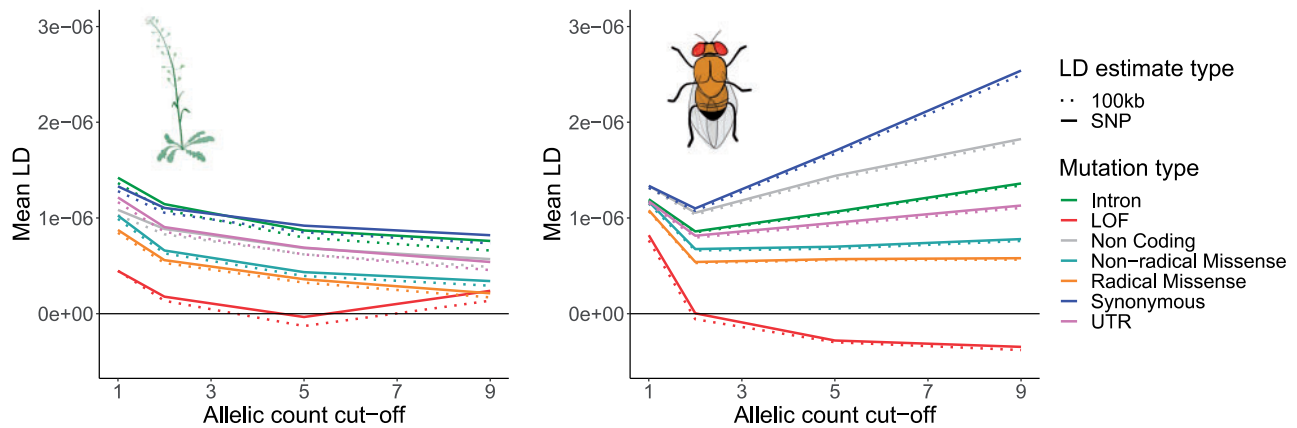 3e−06
2e−06
1e−06
0e+00
Mean LD
1
3
5
7
9
Allelic count cut−off
3e−06
2e−06
1e−06
0e+00
Mean LD
1
3
5
7
9
Allelic count cut−off
LD estimate type
100kb
SNP
Mutation type
Intron
LOF
Non Coding
Non-radical Missense
Radical Missense
Synonymous
UTR